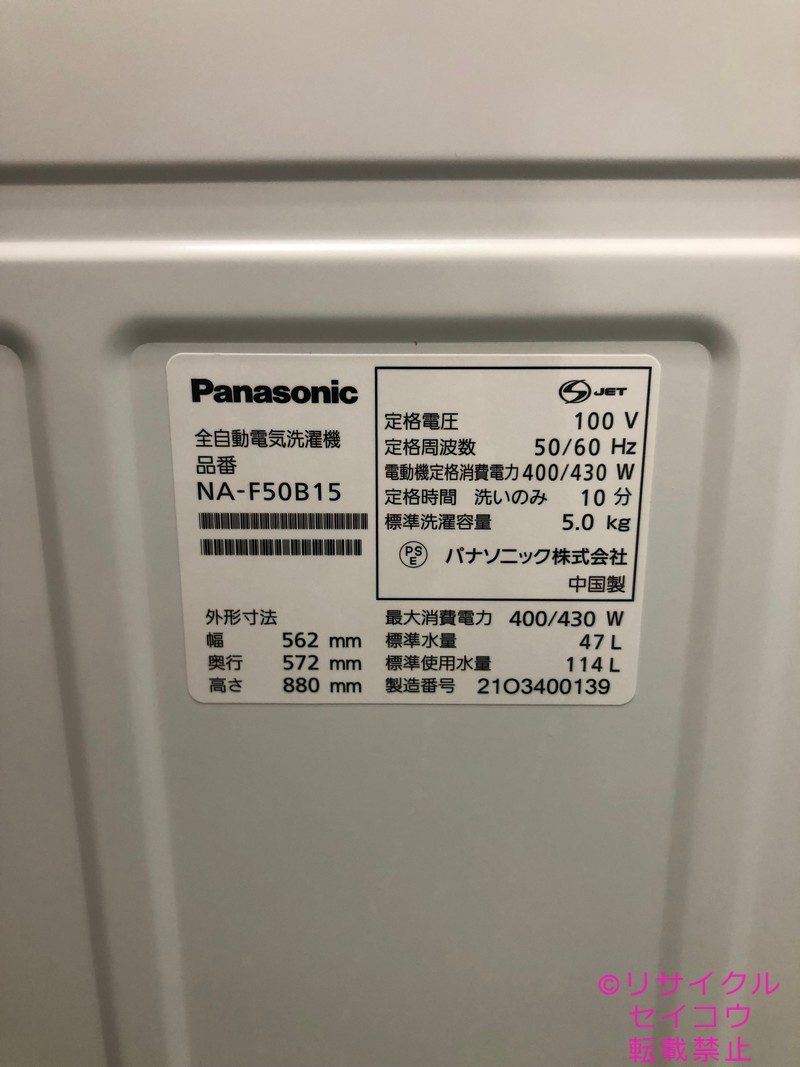 Panasonic
全自動電気洗濯機
品番
NA-F50B15
JET
定格電圧 100 V
定格周波数 50/60 Hz
電動機定格消費電力 400/430 W
定格時間 洗いのみ 10 分
標準洗濯容量 5.0 kg
PS
E
パナソニック株式会社
中国製
外形寸法
幅 562 mm
奥行 572 mm
高さ 880 mm
最大消費電力 400/430 W
標準水量 47 L
標準使用水量 114 L
製造番号 21O3400139
©リサイクル
セイコウ
転載禁止